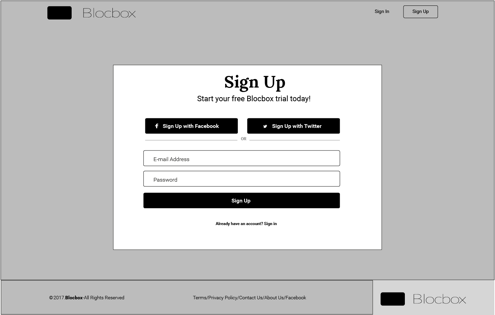 Blocbox
Sign In
Sign Up
Sign Up
Start your free Blocbox trial today!
Sign Up with Facebook
Sign Up with Twitter
OR
E-mail Address
Password
Sign Up
Already have an account? Sign in
© 2017 Blocbox-All Rights Reserved
Terms/Privacy Policy/Contact Us/About Us/Facebook
Blocbox